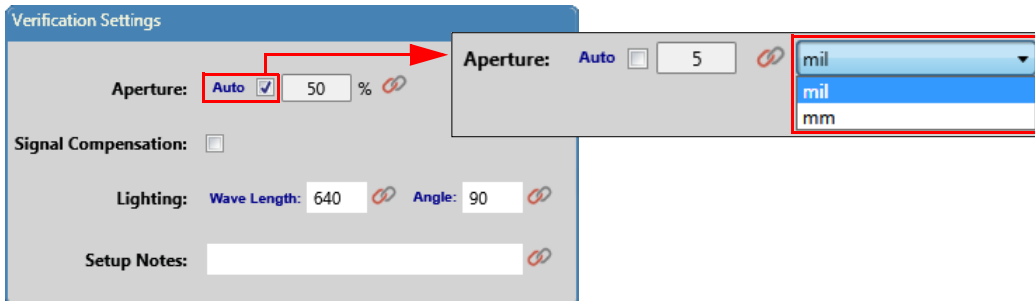 Verification Settings
Aperture: Auto 50 %
Signal Compensation:
Lighting: Wave Length: 640 Angle: 90
Setup Notes:
Aperture: Auto 5 mil
mil
mm